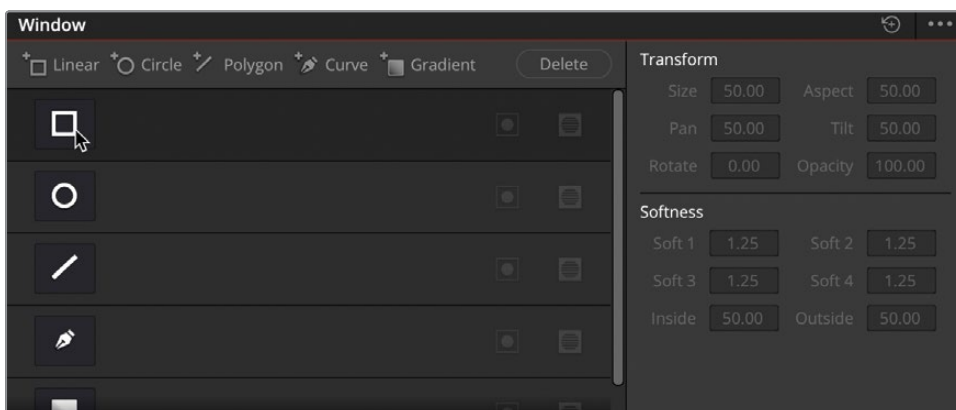 Window
Linear Circle Polygon Curve Gradient Delete
Transform
Size 50.00 Aspect 50.00
Pan 50.00 Tilt 50.00
Rotate 0.00 Opacity 100.00
Softness
Soft 1 1.25 Soft 2 1.25
Soft 3 1.25 Soft 4 1.25
Inside 50.00 Outside 50.00